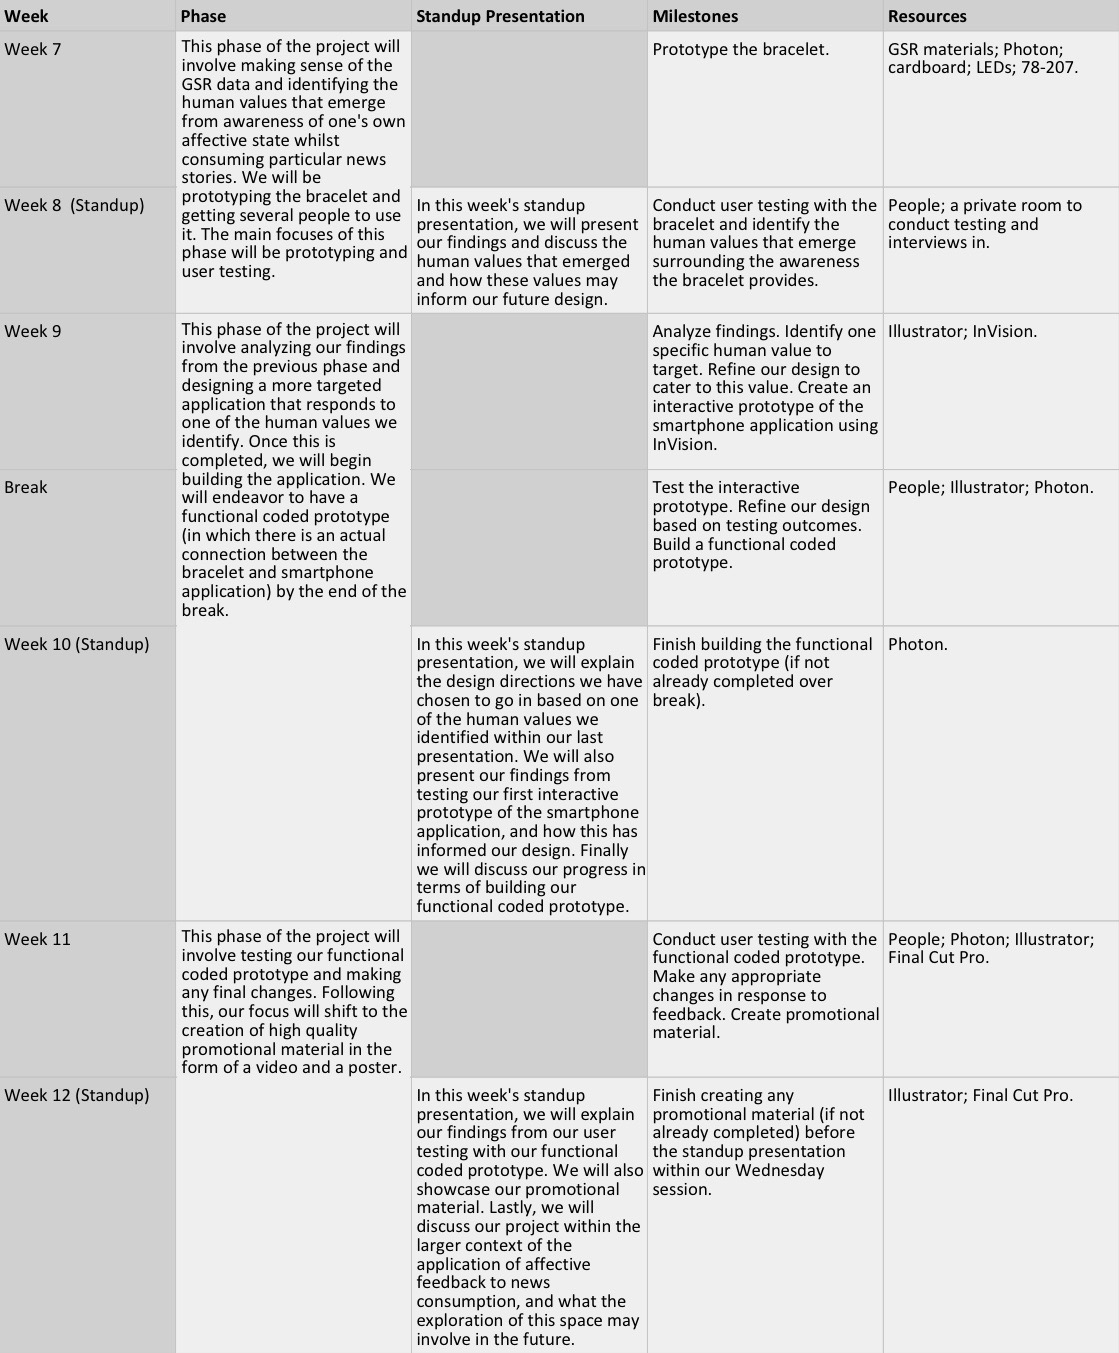 Week
Phase
Standup Presentation
Milestones
Resources
Week 7
This phase of the project will
involve making sense of the
GSR data and identifying the
human values that emerge
from awareness of one's own
affective state whilst
consuming particular news
stories. We will be
prototyping the bracelet and
getting several people to use
it. The main focuses of this
phase will be prototyping and
user testing.
Prototype the bracelet.
GSR materials; Photon;
cardboard; LEDs; 78-207.
Week 8  (Standup)
In this week's standup
presentation, we will present
our findings and discuss the
human values that emerged
and how these values may
inform our future design.
Conduct user testing with the
bracelet and identify the
human values that emerge
surrounding the awareness
the bracelet provides.
People; a private room to
conduct testing and
interviews in.
Week 9
This phase of the project will
involve analyzing our findings
from the previous phase and
designing a more targeted
application that responds to
one of the human values we
identify. Once this is
completed, we will begin
building the application. We
will endeavor to have a
functional coded prototype
(in which there is an actual
connection between the
bracelet and smartphone
application) by the end of the
break.
Analyze findings. Identify one
specific human value to
target. Refine our design to
cater to this value. Create an
interactive prototype of the
smartphone application using
InVision.
Illustrator; InVision.
Break
Test the interactive
prototype. Refine our design
based on testing outcomes.
Build a functional coded
prototype.
People; Illustrator; Photon.
Week 10 (Standup)
In this week's standup
presentation, we will explain
the design directions we have
chosen to go in based on one
of the human values we
identified within our last
presentation. We will also
present our findings from
testing our first interactive
prototype of the smartphone
application, and how this has
informed our design. Finally
we will discuss our progress in
terms of building our
functional coded prototype.
Finish building the functional
coded prototype (if not
already completed over
break).
Photon.
Week 11
This phase of the project will
involve testing our functional
coded prototype and making
any final changes. Following
this, our focus will shift to the
creation of high quality
promotional material in the
form of a video and a poster.
Conduct user testing with the
functional coded prototype.
Make any appropriate
changes in response to
feedback. Create promotional
material.
People; Photon; Illustrator;
Final Cut Pro.
Week 12 (Standup)
In this week's standup
presentation, we will explain
our findings from our user
testing with our functional
coded prototype. We will also
showcase our promotional
material. Lastly, we will
discuss our project within the
larger context of the
application of affective
feedback to news
consumption, and what the
exploration of this space may
involve in the future.
Finish creating any
promotional material (if not
already completed) before
the standup presentation
within our Wednesday
session.
Illustrator; Final Cut Pro.